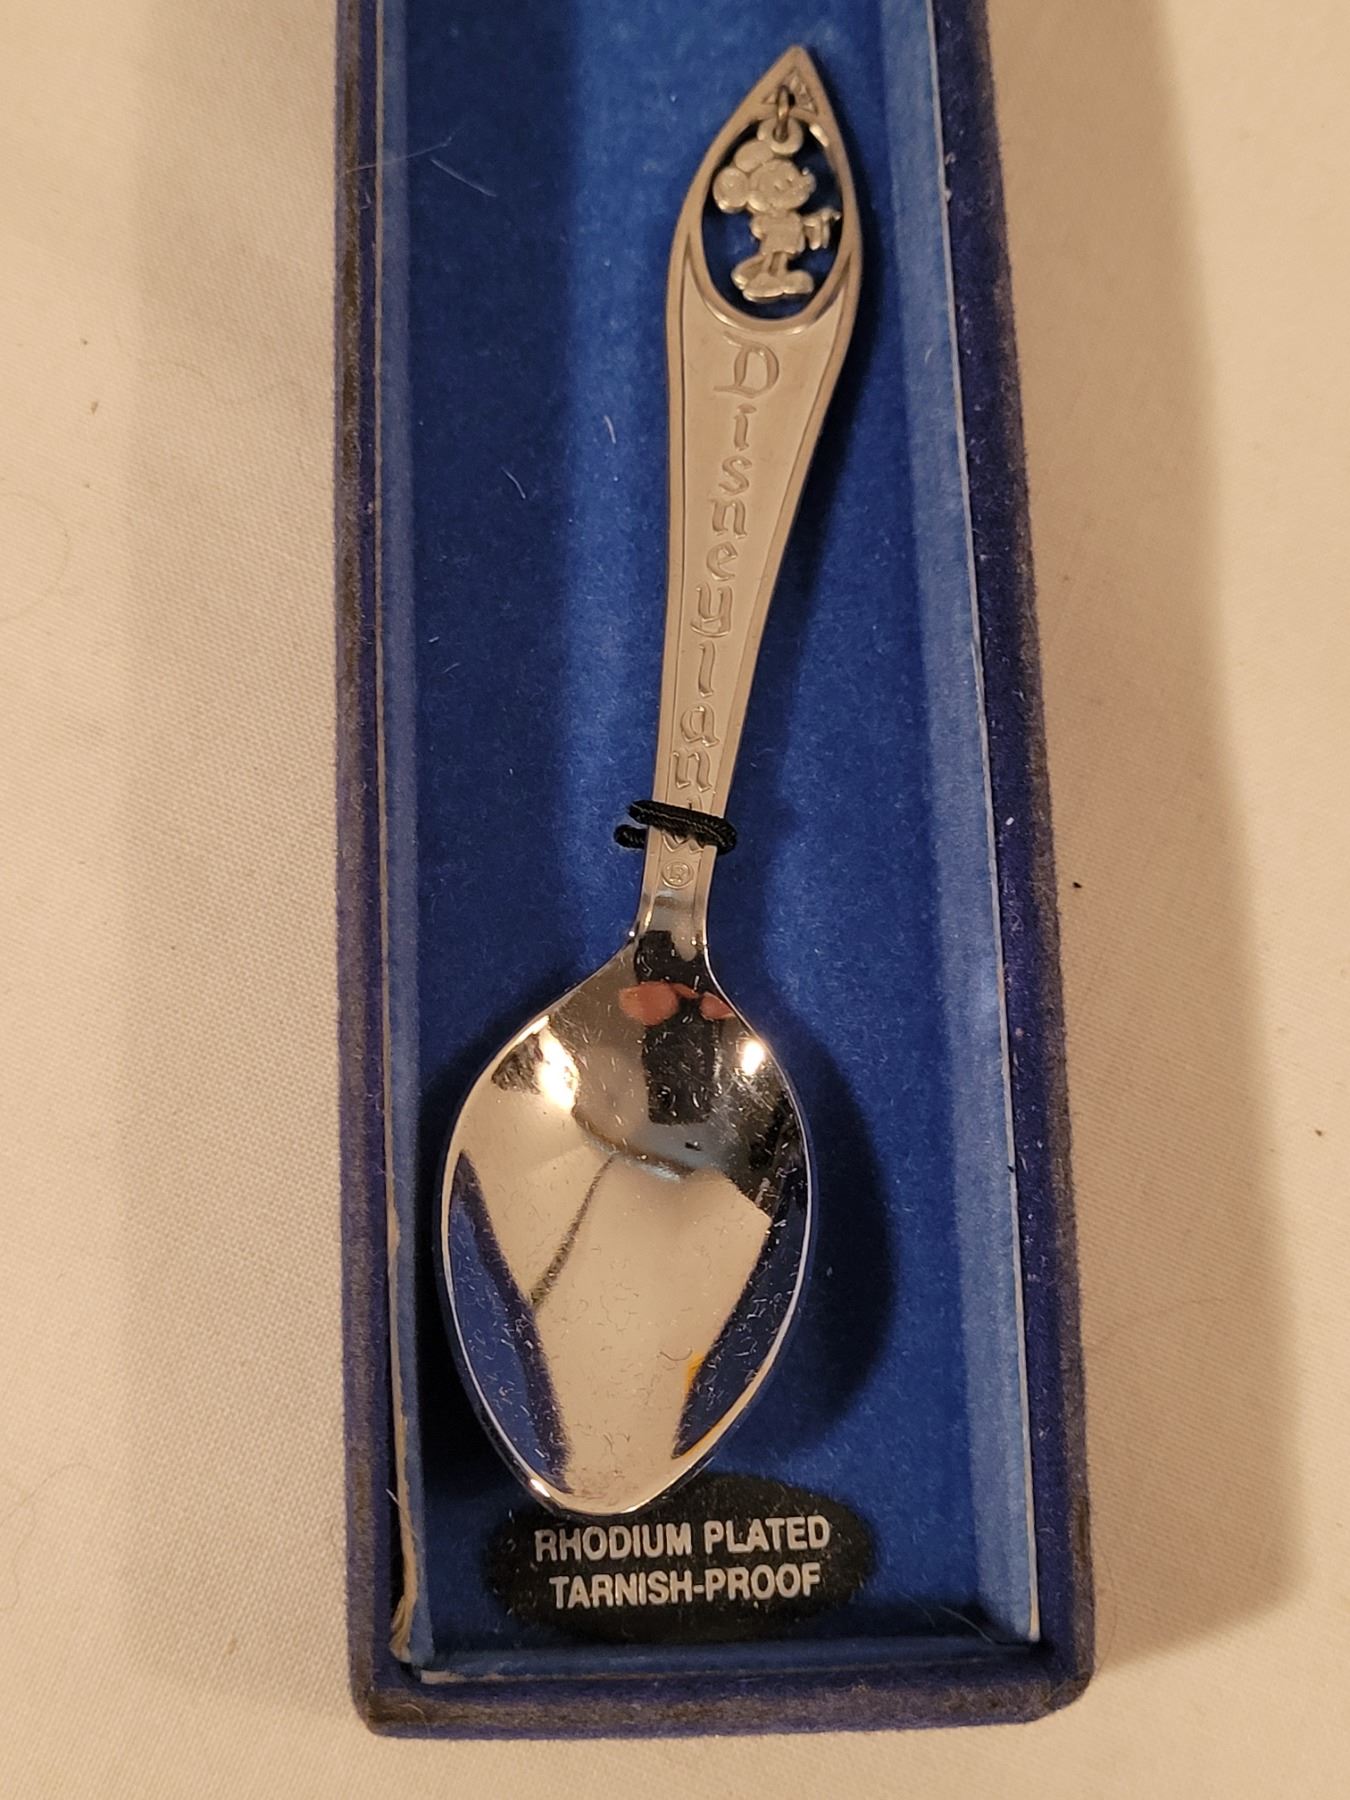 Disneyland
®
RHODIUM PLATED
TARNISH-PROOF